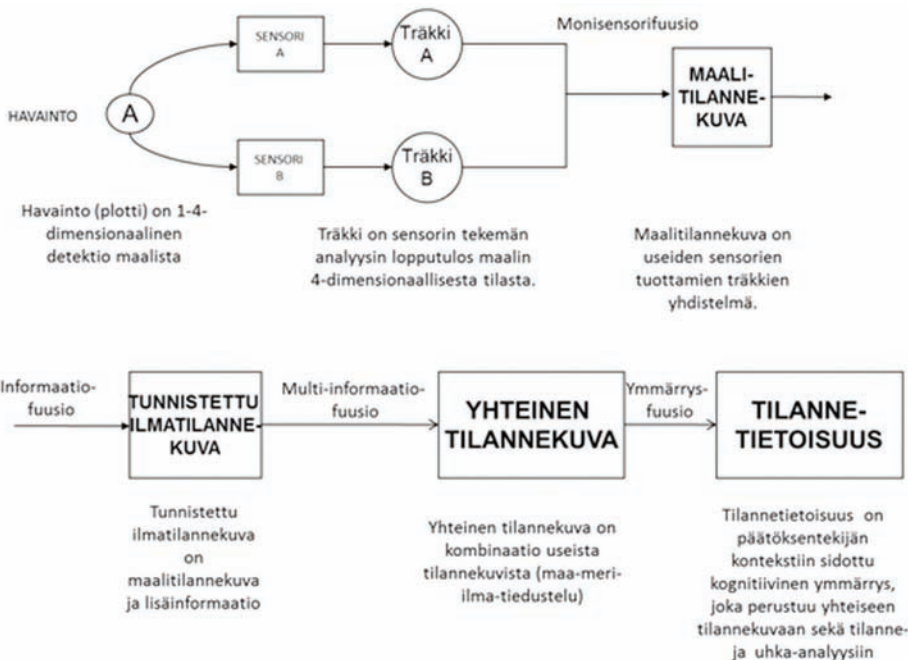 Monisensorifuusio
SENSORI
A
Träkki
A
MAALI-
TILANNE-
KUVA
HAVAINTO
A
SENSORI
B
Träkki
B
Havainto (plotti) on 1-4-
dimensionaalinen
detektio maalista
Träkki on sensorin tekemän
analyysin lopputulos maalin
4-dimensionaallisesta tilasta.
Maalitilannekuva on
useiden sensorien
tuottamien träkkien
yhdistelmä.
Informaatio-
fuusio
TUNNISTETTU
ILMATILANNE-
KUVA
Multi-informaatio-
fuusio
YHTEINEN
TILANNEKUVA
Ymmärrys-
fuusio
TILANNE-
TIETOISUUS
Tunnistettu
ilmatilannekuva
on
maalitilannekuva
ja lisäinformaatio
Yhteinen tilannekuva on
kombinaatio useista
tilannekuvista (maa-meri-
ilma-tiedustelu)
Tilannetietoisuus on
päätöksentekijän
kontekstiin sidottu
kognitiivinen ymmärrys,
joka perustuu yhteiseen
tilannekuvaan sekä tilanne-
ja uhka-analyysiin